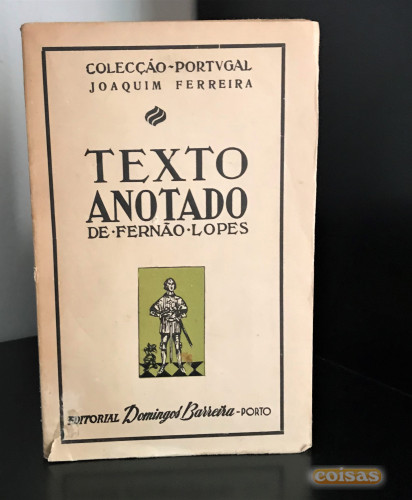 COLECÇÃO-PORTVGAL
JOAQUIM FERREIRA
TEXTO
ANOTADO
DE·FERNÃO·LOPES
EDITORIAL Domingos Barreira-PORTO
coisas